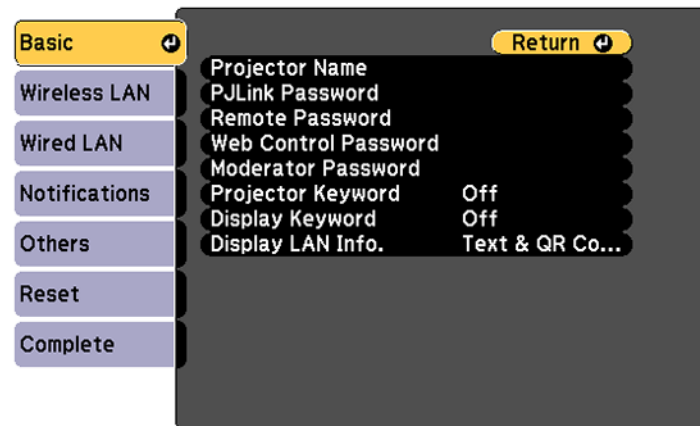 Basic
Wireless LAN
Wired LAN
Notifications
Others
Reset
Complete
Return
Projector Name
PJLink Password
Remote Password
Web Control Password
Moderator Password
Projector Keyword Off
Display Keyword Off
Display LAN Info. Text & QR Co...